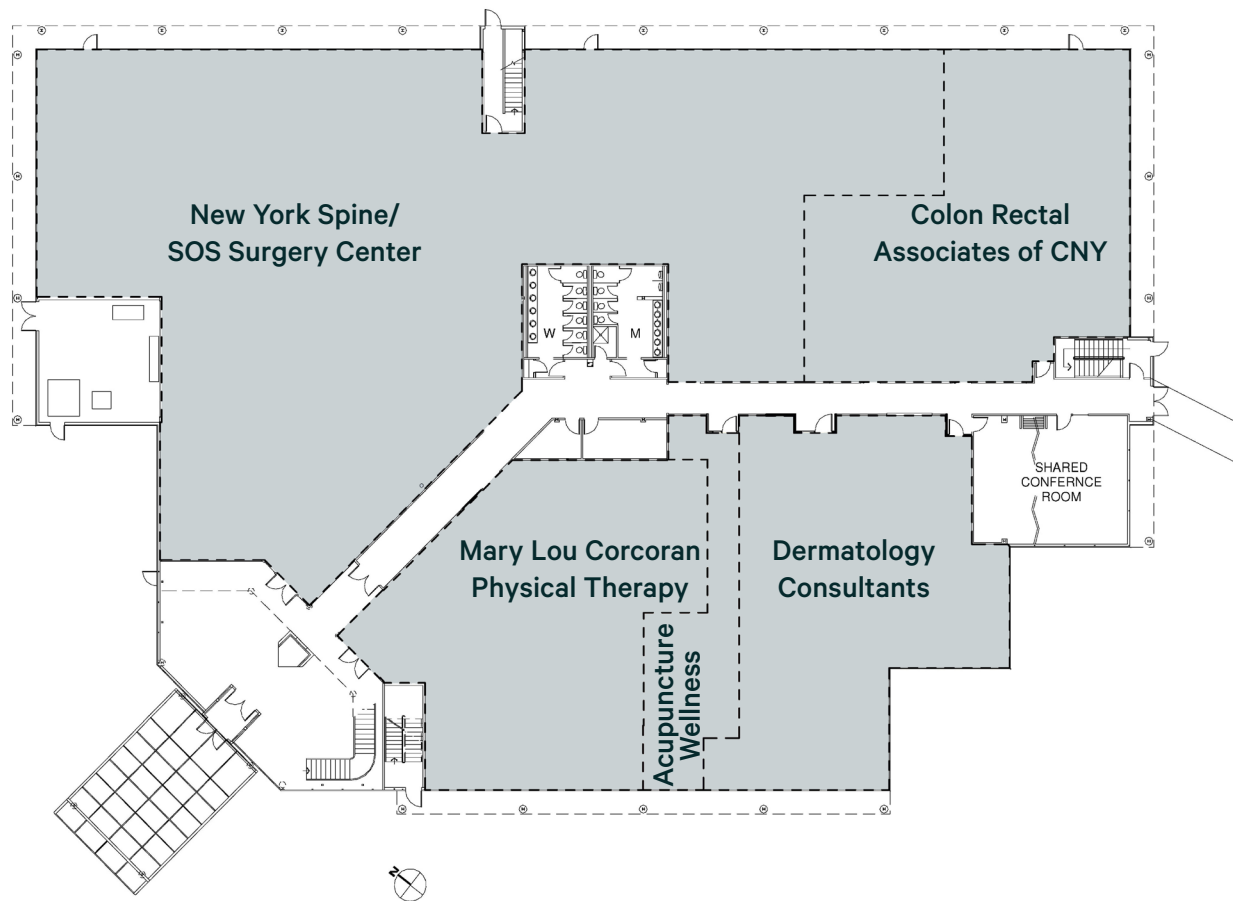 New York Spine/
SOS Surgery Center
Colon Rectal
Associates of CNY
W
M
SHARED
CONFERNCE
ROOM
Mary Lou Corcoran
Physical Therapy
Dermatology
Consultants
Acupuncture
Wellness
N